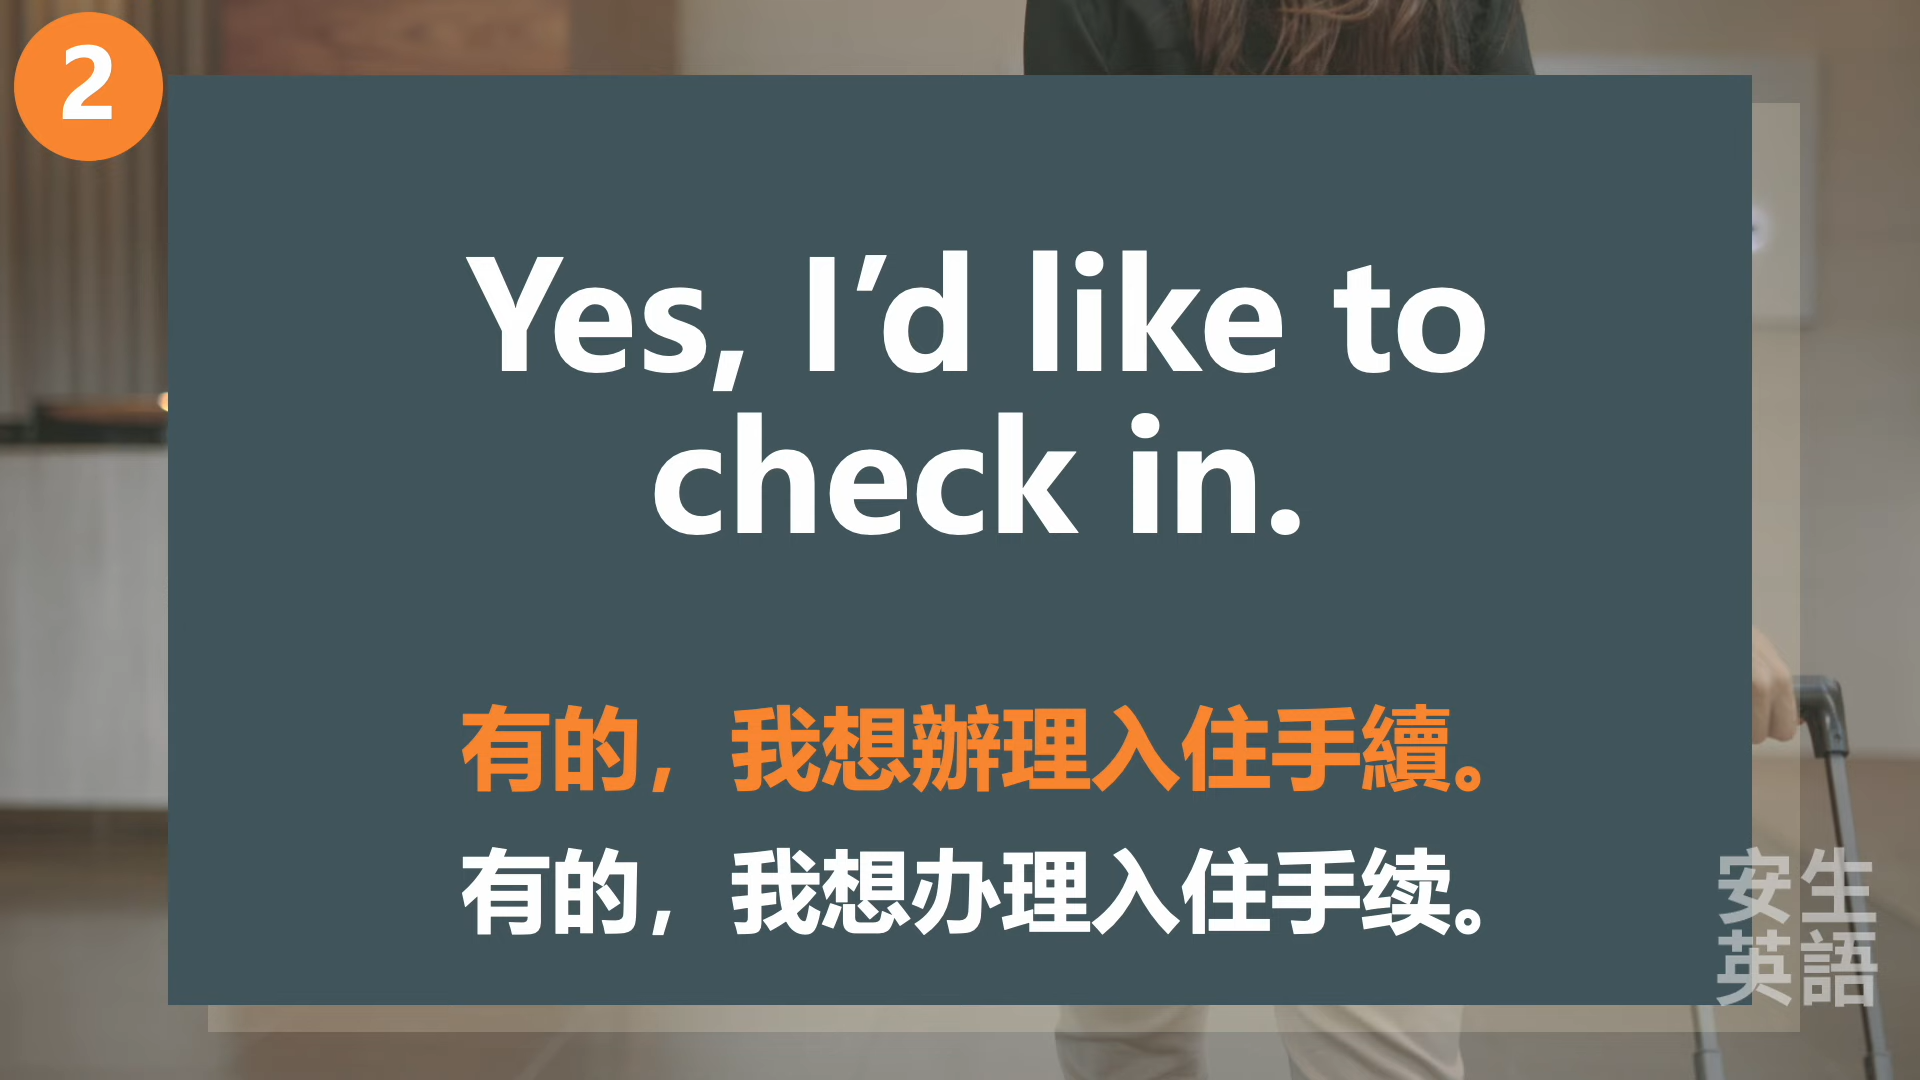 2
Yes, I’d like to
check in.
有的，我想辦理入住手續。
有的，我想办理入住手续。
安生
英語